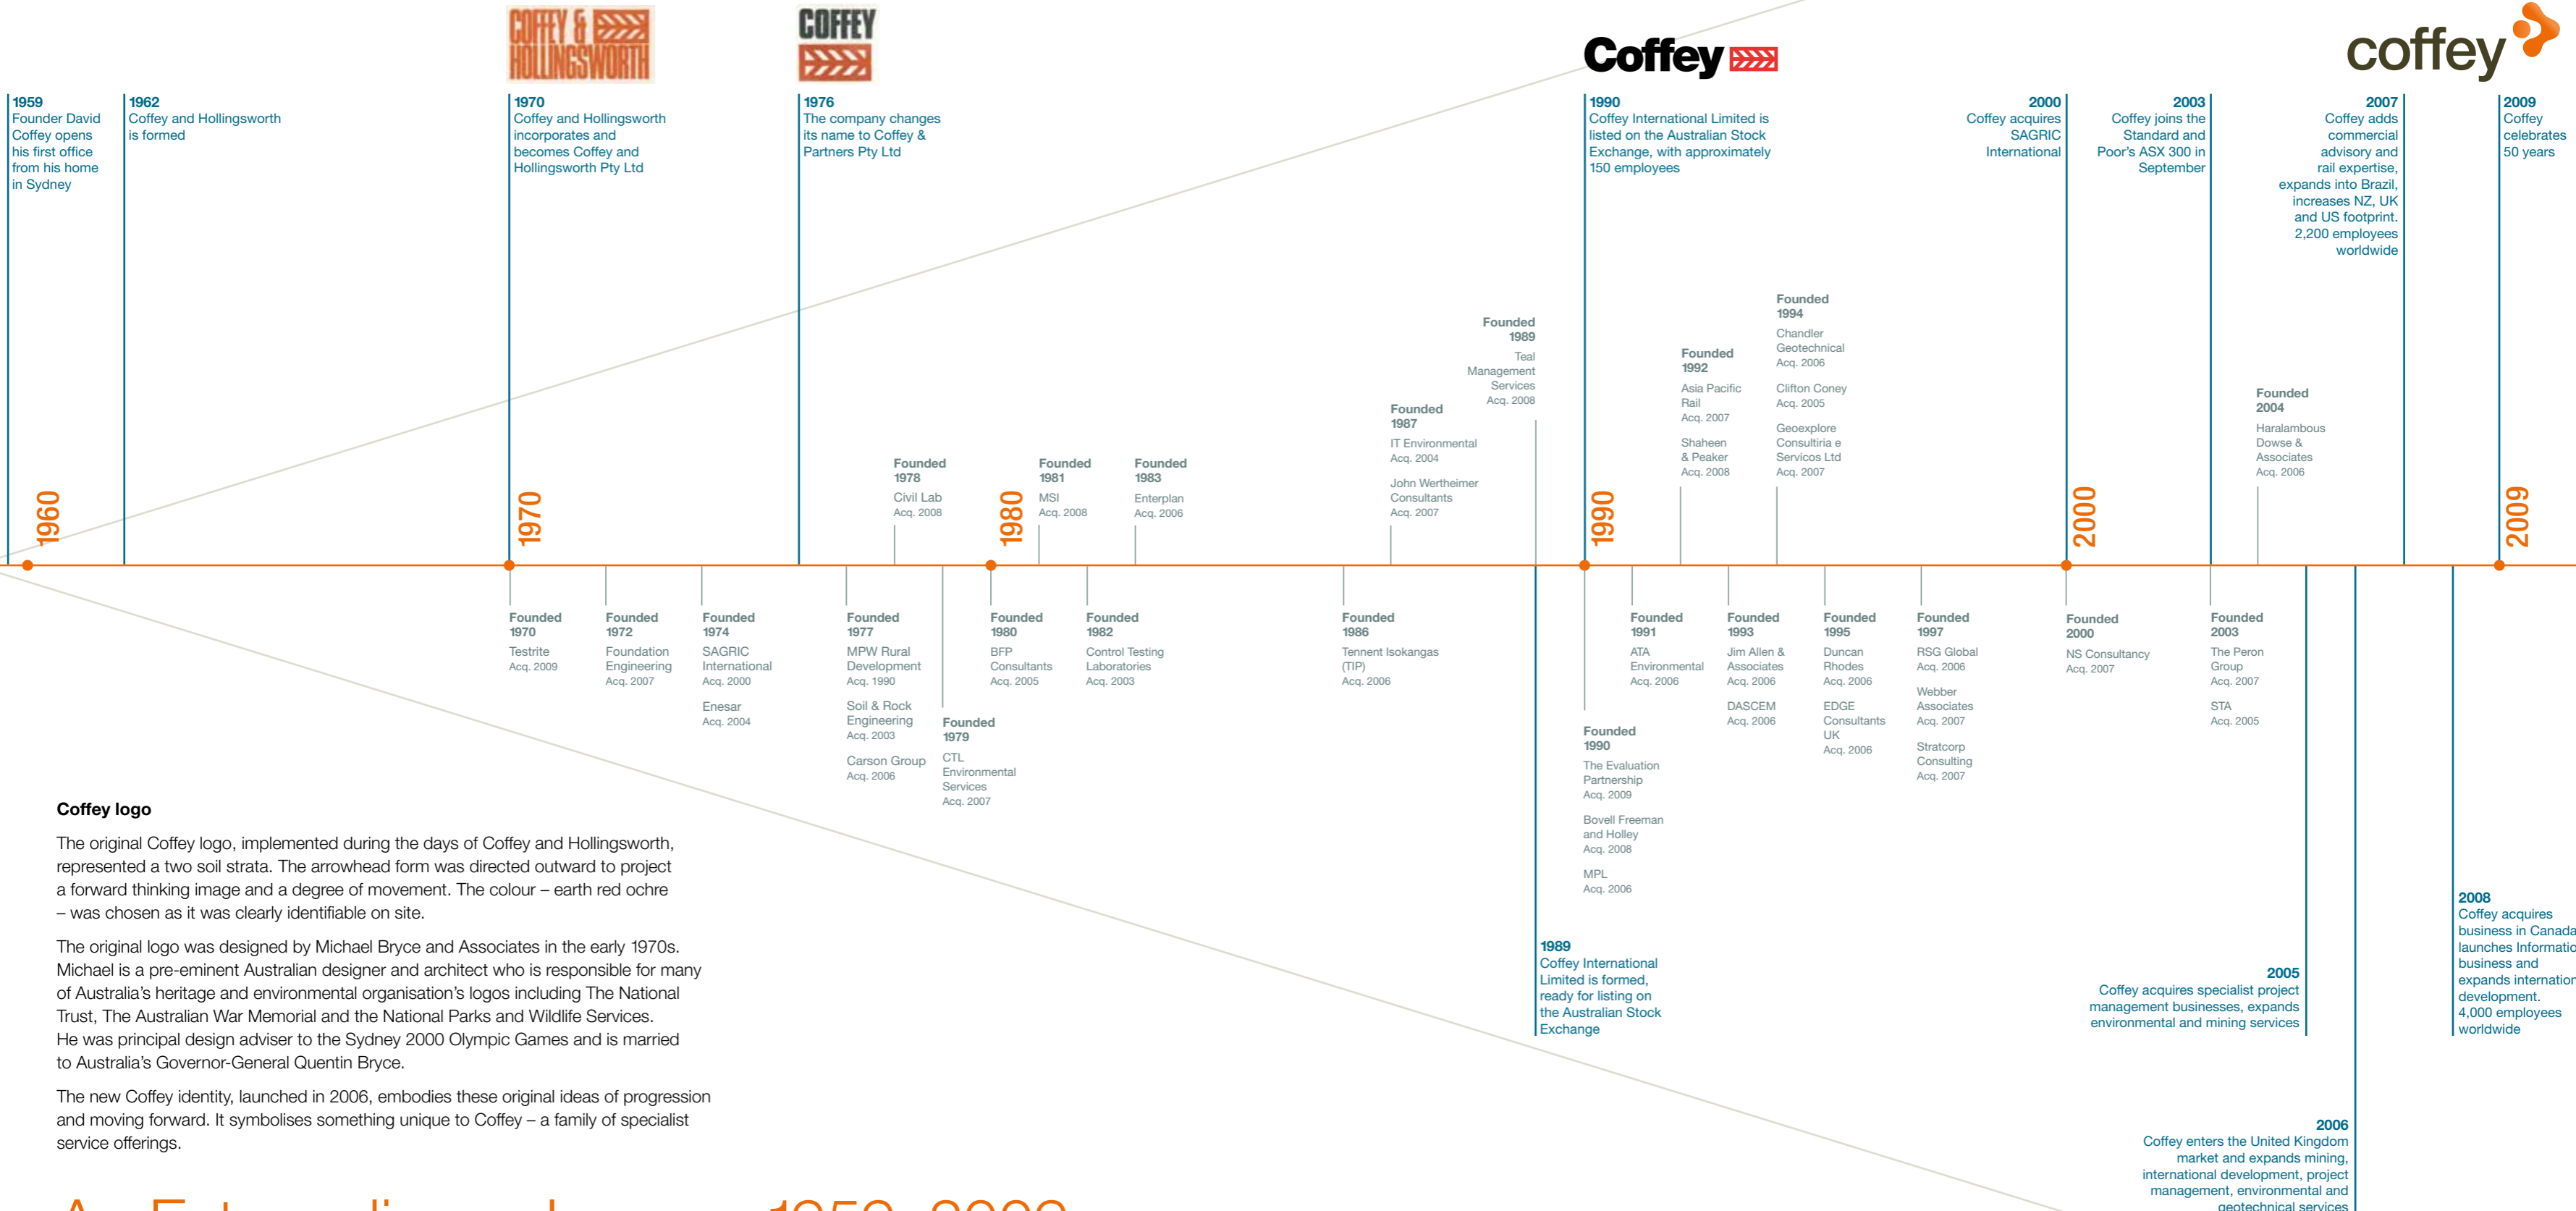 COFFEY &
HOLLINGSWORTH
COFFEY
Coffey
coffey
1959
Founder David
Coffey opens
his first office
from his home
in Sydney
1962
Coffey and Hollingsworth
is formed
1970
Coffey and Hollingsworth
incorporates and
becomes Coffey and
Hollingsworth Pty Ltd
1976
The company changes
its name to Coffey &
Partners Pty Ltd
1990
Coffey International Limited is
listed on the Australian Stock
Exchange, with approximately
150 employees
2000
Coffey acquires
SAGRIC
International
2003
Coffey joins the
Standard and
Poor's ASX 300 in
September
2007
Coffey adds
commercial
advisory and
rail expertise,
expands into Brazil,
increases NZ, UK
and US footprint.
2,200 employees
worldwide
2009
Coffey
celebrates
50 years
Founded
1978
Civil Lab
Acq. 2008
Founded
1981
MSI
Acq. 2008
Founded
1983
Enterplan
Acq. 2006
Founded
1987
IT Environmental
Acq. 2004
John Wertheimer
Consultants
Acq. 2007
Founded
1989
Teal
Management
Services
Acq. 2008
Founded
1992
Asia Pacific
Rail
Acq. 2007
Shaheen
& Peaker
Acq. 2008
Founded
1994
Chandler
Geotechnical
Acq. 2006
Clifton Coney
Acq. 2005
Geoexplore
Consultiria e
Servicos Ltd
Acq. 2007
Founded
2004
Haralambous
Dowse &
Associates
Acq. 2006
1960
1970
1980
1990
2000
2009
Founded
1970
Testrite
Acq. 2009
Founded
1972
Foundation
Engineering
Acq. 2007
Founded
1974
SAGRIC
International
Acq. 2000
Enesar
Acq. 2004
Founded
1977
MPW Rural
Development
Acq. 1990
Soil & Rock
Engineering
Acq. 2003
Carson Group
Acq. 2006
Founded
1979
CTL
Environmental
Services
Acq. 2007
Founded
1980
BFP
Consultants
Acq. 2005
Founded
1982
Control Testing
Laboratories
Acq. 2003
Founded
1986
Tennent Isokangas
(TIP)
Acq. 2006
Founded
1990
The Evaluation
Partnership
Acq. 2009
Bovell Freeman
and Holley
Acq. 2008
MPL
Acq. 2006
Founded
1991
ATA
Environmental
Acq. 2006
Founded
1993
Jim Allen &
Associates
Acq. 2006
DASCEM
Acq. 2006
Founded
1995
Duncan
Rhodes
Acq. 2006
EDGE
Consultants
UK
Acq. 2006
Founded
1997
RSG Global
Acq. 2006
Webber
Associates
Acq. 2007
Stratcorp
Consulting
Acq. 2007
Founded
2000
NS Consultancy
Acq. 2007
Founded
2003
The Peron
Group
Acq. 2007
STA
Acq. 2005
1989
Coffey International
Limited is formed,
ready for listing on
the Australian Stock
Exchange
2005
Coffey acquires specialist project
management businesses, expands
environmental and mining services
2008
Coffey acquires
business in Canada
launches
business and
expands
development.
4,000 employees
worldwide
2006
Coffey enters the United Kingdom
market and expands mining,
international development, project
management, environmental and
geotechnical services
Coffey logo
The original Coffey logo, implemented during the days of Coffey and Hollingsworth,
represented a two soil strata. The arrowhead form was directed outward to project
a forward thinking image and a degree of movement. The colour – earth red ochre
– was chosen as it was clearly identifiable on site.
The original logo was designed by Michael Bryce and Associates in the early 1970s.
Michael is a pre-eminent Australian designer and architect who is responsible for many
of Australia's heritage and environmental organisation's logos including The National
Trust, The Australian War Memorial and the National Parks and Wildlife Services.
He was principal design adviser to the Sydney 2000 Olympic Games and is married
to Australia's Governor-General Quentin Bryce.
The new Coffey identity, launched in 2006, embodies these original ideas of progression
and moving forward. It symbolises something unique to Coffey – a family of specialist
service offerings.